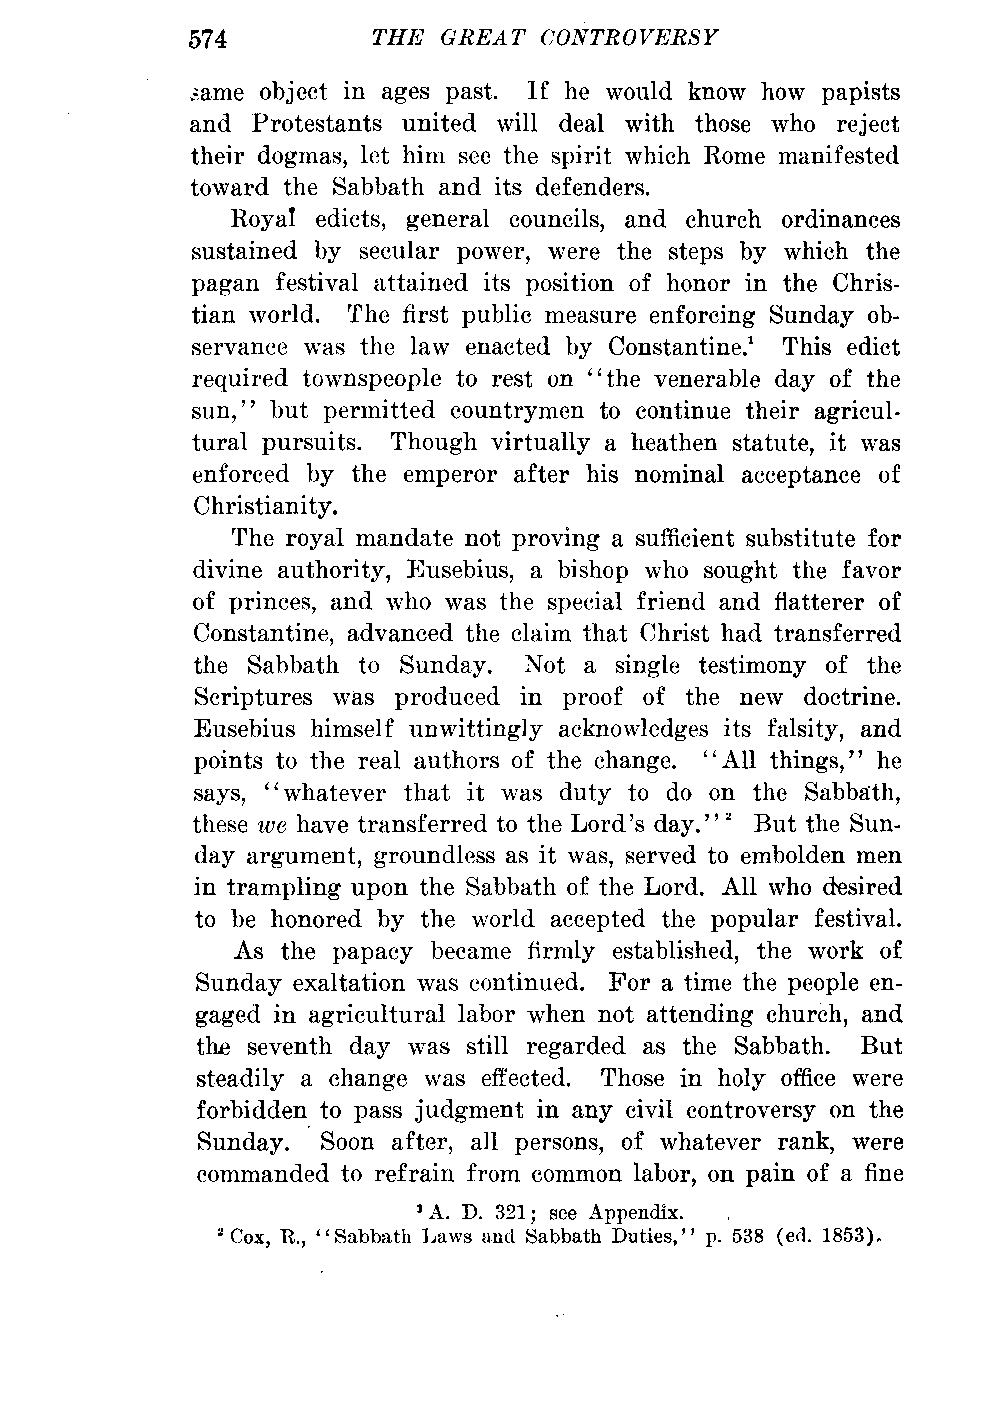 574 THE GREAT CONTROVERSY
same object in ages past. If he would know how papists
and Protestants united will deal with those who reject
their dogmas, let him see the spirit which Rome manifested
toward the Sabbath and its defenders.
Royal edicts, general councils, and church ordinances
sustained by secular power, were the steps by which the
pagan festival attained its position of honor in the Chris-
tian world. The first public measure enforcing Sunday ob-
servance was the law enacted by Constantine.¹ This edict
required townspeople to rest on ‘‘the venerable day of the
sun,’’ but permitted countrymen to continue their agricul-
tural pursuits. Though virtually a heathen statute, it was
enforced by the emperor after his nominal acceptance of
Christianity.
The royal mandate not proving a sufficient substitute for
divine authority, Eusebius, a bishop who sought the favor
of princes, and who was the special friend and flatterer of
Constantine, advanced the claim that Christ had transferred
the Sabbath to Sunday. Not a single testimony of the
Scriptures was produced in proof of the new doctrine.
Eusebius himself unwittingly acknowledges its falsity, and
points to the real authors of the change. ‘‘All things,’’ he
says, ‘‘whatever that it was duty to do on the Sabbath,
these we have transferred to the Lord's day.’’² But the Sun-
day argument, groundless as it was, served to embolden men
in trampling upon the Sabbath of the Lord. All who desired
to be honored by the world accepted the popular festival.
As the papacy became firmly established, the work of
Sunday exaltation was continued. For a time the people en-
gaged in agricultural labor when not attending church, and
the seventh day was still regarded as the Sabbath. But
steadily a change was effected. Those in holy office were
forbidden to pass judgment in any civil controversy on the
Sunday. Soon after, all persons, of whatever rank, were
commanded to refrain from common labor, on pain of a fine
¹ A. D. 321; see Appendix.
² Cox, R., ‘‘Sabbath Laws and Sabbath Duties,’’ p. 538 (ed. 1853).